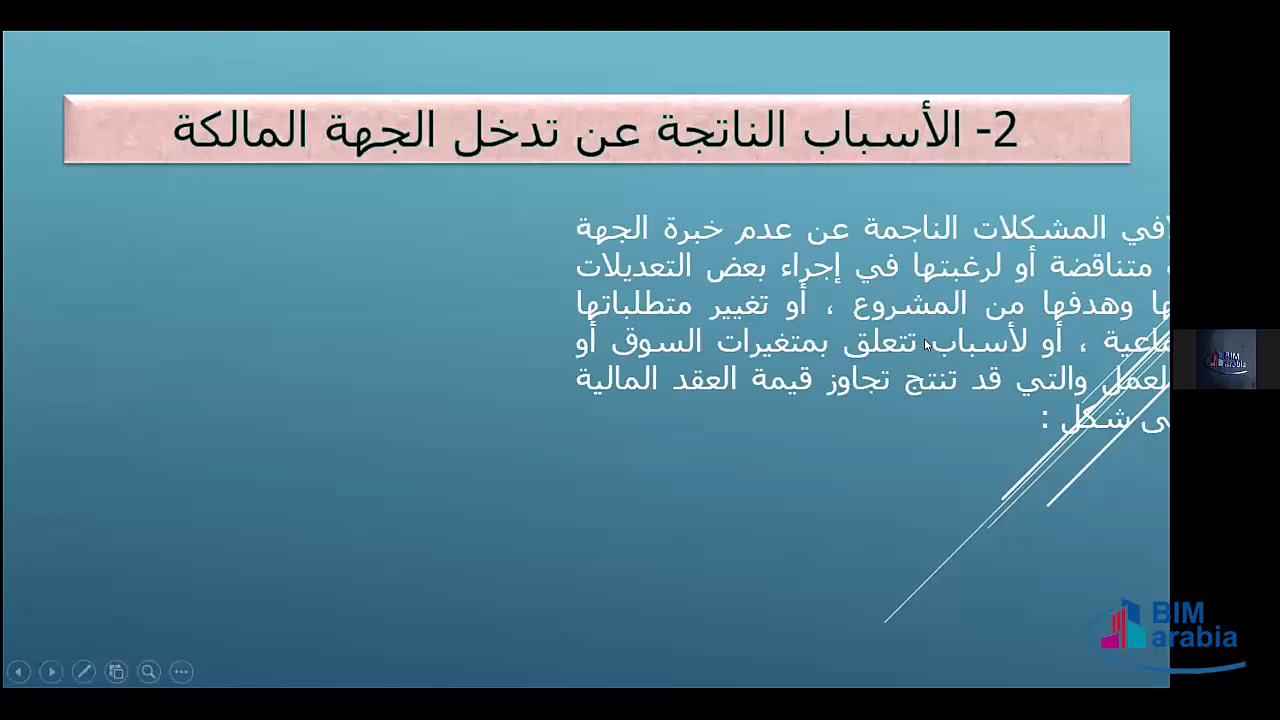 2- الأسباب الناتجة عن تدخل الجهة المالكة
المشكلات الناجمة عن عدم خبرة الجهة
متناقضة أو لرغبتها في إجراء بعض التعديلات
وهدفها من المشروع ، أو تغيير متطلباتها
، أو لأسباب تتعلق بمتغيرات السوق أو
والتي قد تنتج تجاوز قيمة العقد المالية
شكل :
BIM
arabia
BIM
arabia